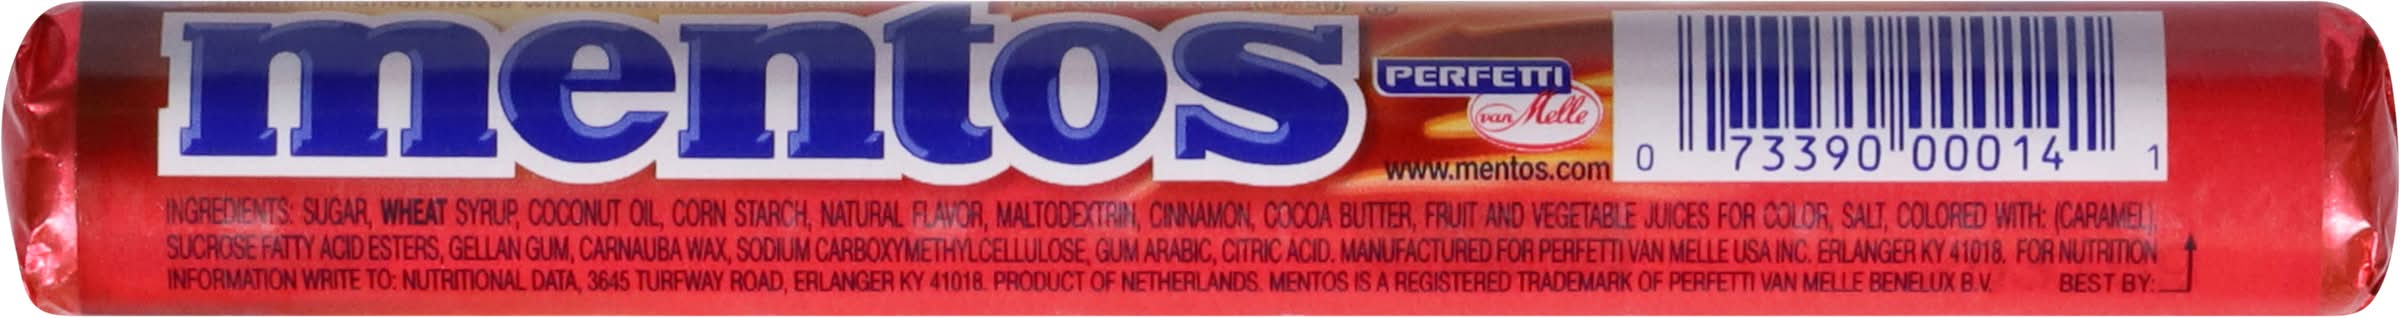 mentos
PERFETTI
van Melle
www.mentos.com
0 73390 00014 1
INGREDIENTS: SUGAR, WHEAT SYRUP, COCONUT OIL, CORN STARCH, NATURAL FLAVOR, MALTODEXTRIN, CINNAMON, COCOA BUTTER, FRUIT AND VEGETABLE JUICES FOR COLOR, SALT, COLORED WITH: (CARAMEL),
SUCROSE FATTY ACID ESTERS, GELLAN GUM, CARNAUBA WAX, SODIUM CARBOXYMETHYLCELLULOSE, GUM ARABIC, CITRIC ACID. MANUFACTURED FOR PERFETTI VAN MELLE USA INC. ERLANGER KY 41018. FOR NUTRITION
INFORMATION WRITE TO: NUTRITIONAL DATA, 3645 TURFWAY ROAD, ERLANGER KY 41018. PRODUCT OF NETHERLANDS. MENTOS IS A REGISTERED TRADEMARK OF PERFETTI VAN MELLE BENELUX B.V. BEST BY: